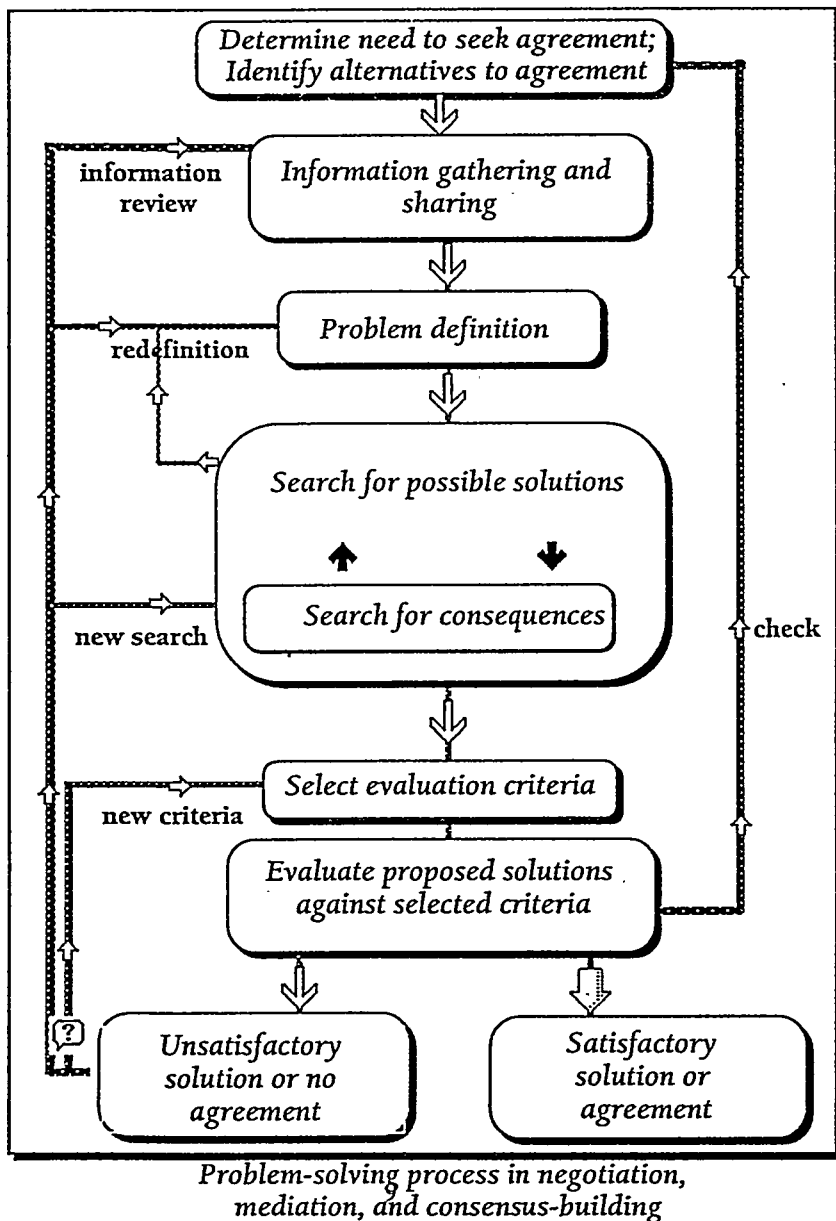 Determine need to seek agreement;
Identify alternatives to agreement
Information gathering and
sharing
information
review
Problem definition
redefinition
Search for possible solutions
Search for consequences
new search
check
Select evaluation criteria
new criteria
Evaluate proposed solutions
against selected criteria
?
Unsatisfactory
solution or no
agreement
Satisfactory
solution or
agreement
Problem-solving process in negotiation,
mediation, and consensus-building